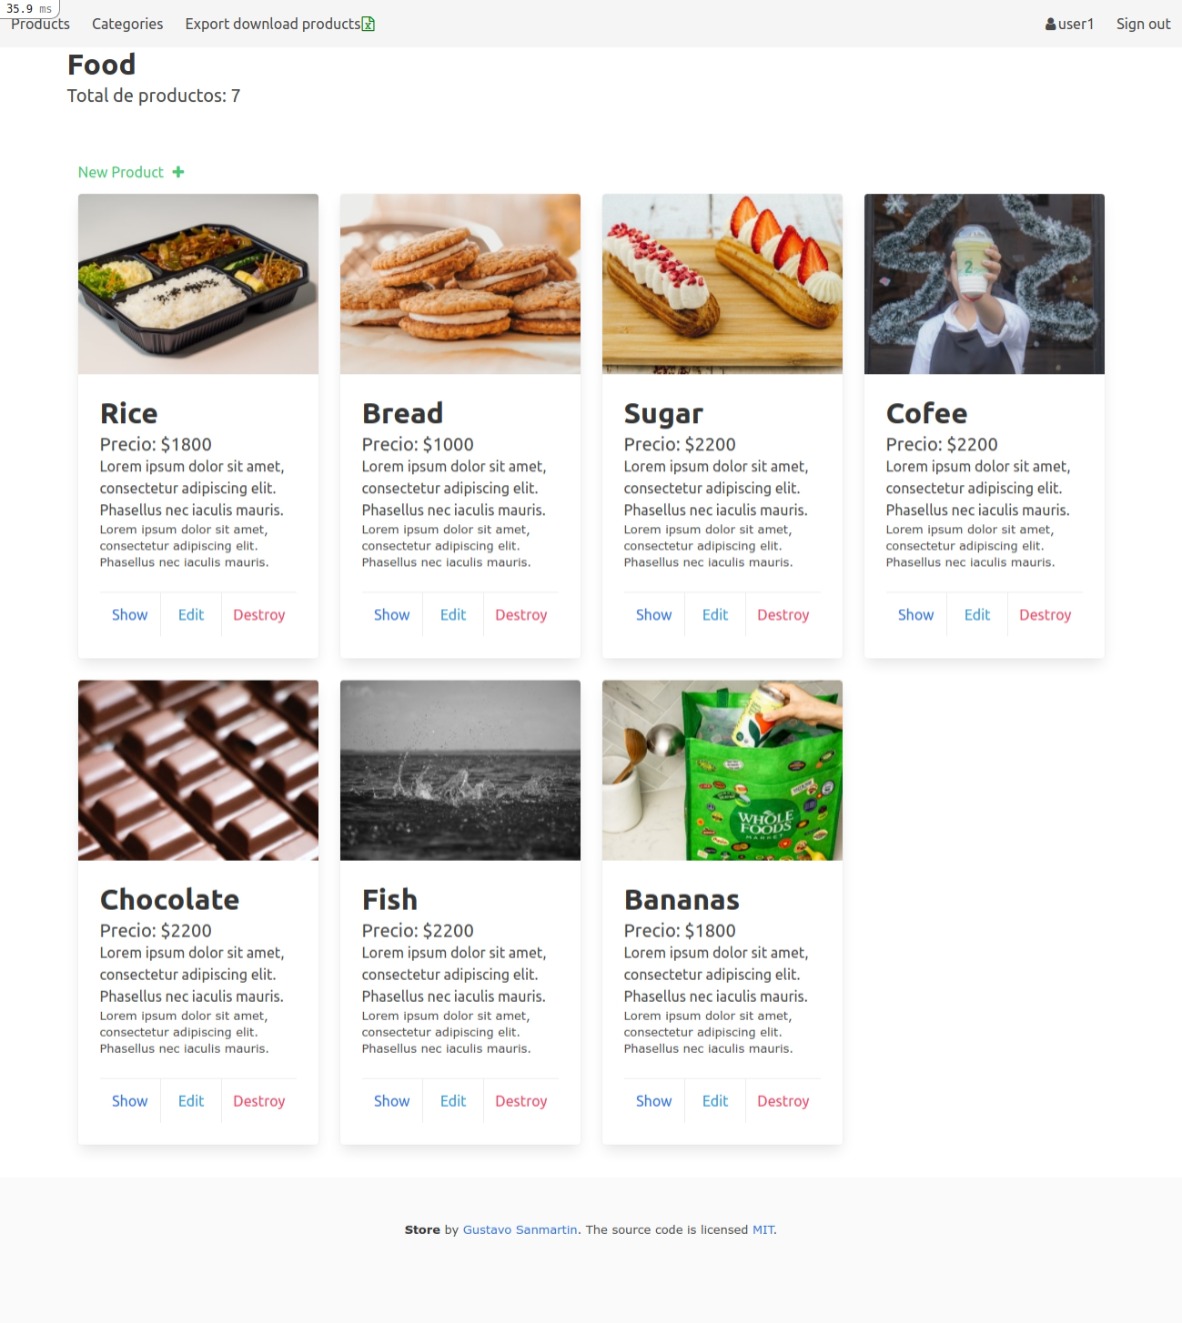 35.9 ms
Products Categories Export download products user1 Sign out
Food
Total de productos: 7
New Product
2
Rice
Precio: $1800
Lorem ipsum dolor sit amet,
consectetur adipiscing elit.
Phasellus nec iaculis mauris.
Lorem ipsum dolor sit amet,
consectetur adipiscing elit.
Phasellus nec iaculis mauris.
Show Edit Destroy
Bread
Precio: $1000
Lorem ipsum dolor sit amet,
consectetur adipiscing elit.
Phasellus nec iaculis mauris.
Lorem ipsum dolor sit amet,
consectetur adipiscing elit.
Phasellus nec iaculis mauris.
Show Edit Destroy
Sugar
Precio: $2200
Lorem ipsum dolor sit amet,
consectetur adipiscing elit.
Phasellus nec iaculis mauris.
Lorem ipsum dolor sit amet,
consectetur adipiscing elit.
Phasellus nec iaculis mauris.
Show Edit Destroy
Cofee
Precio: $2200
Lorem ipsum dolor sit amet,
consectetur adipiscing elit.
Phasellus nec iaculis mauris.
Lorem ipsum dolor sit amet,
consectetur adipiscing elit.
Phasellus nec iaculis mauris.
Show Edit Destroy
Chocolate
Precio: $2200
Lorem ipsum dolor sit amet,
consectetur adipiscing elit.
Phasellus nec iaculis mauris.
Lorem ipsum dolor sit amet,
consectetur adipiscing elit.
Phasellus nec iaculis mauris.
Show Edit Destroy
Fish
Precio: $2200
Lorem ipsum dolor sit amet,
consectetur adipiscing elit.
Phasellus nec iaculis mauris.
Lorem ipsum dolor sit amet,
consectetur adipiscing elit.
Phasellus nec iaculis mauris.
Show Edit Destroy
WHOLE
FOODS
MARKET
Bananas
Precio: $1800
Lorem ipsum dolor sit amet,
consectetur adipiscing elit.
Phasellus nec iaculis mauris.
Lorem ipsum dolor sit amet,
consectetur adipiscing elit.
Phasellus nec iaculis mauris.
Show Edit Destroy
Store by Gustavo Sanmartin. The source code is licensed MIT.